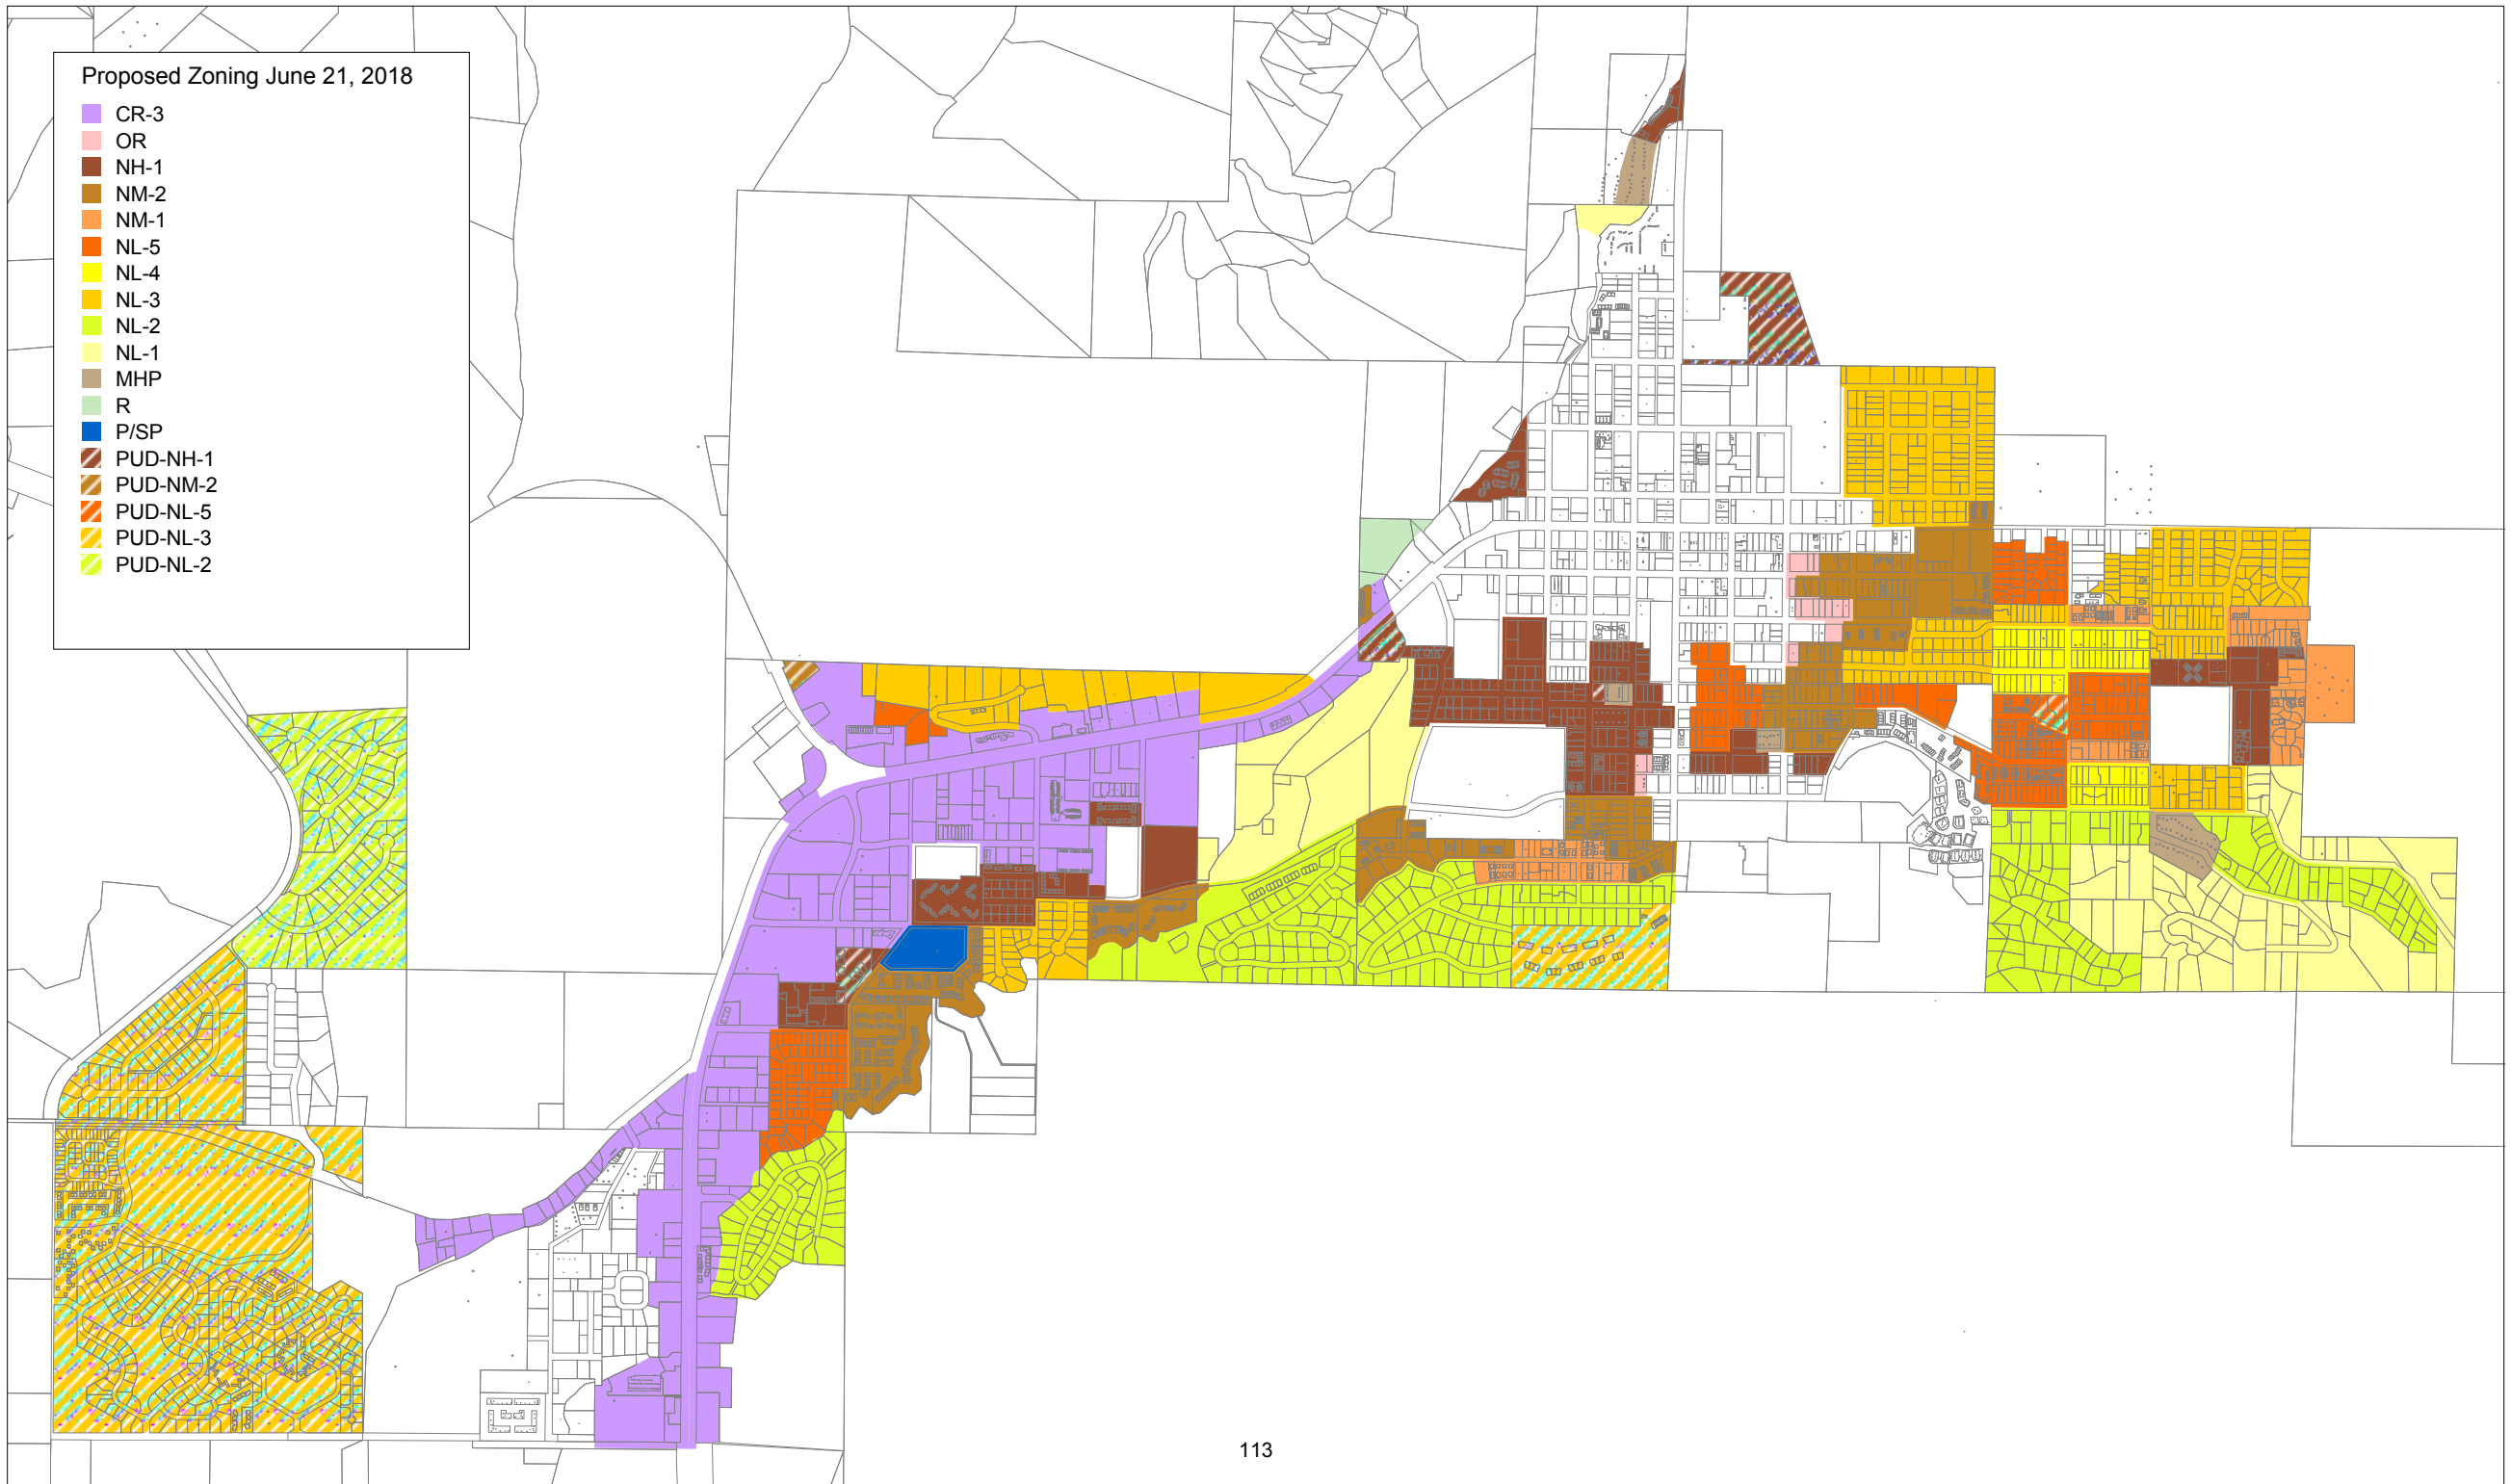 Proposed Zoning June 21, 2018
CR-3
OR
NH-1
NM-2
NM-1
NL-5
NL-4
NL-3
NL-2
NL-1
MHP
R
P/SP
PUD-NH-1
PUD-NM-2
PUD-NL-5
PUD-NL-3
PUD-NL-2
113